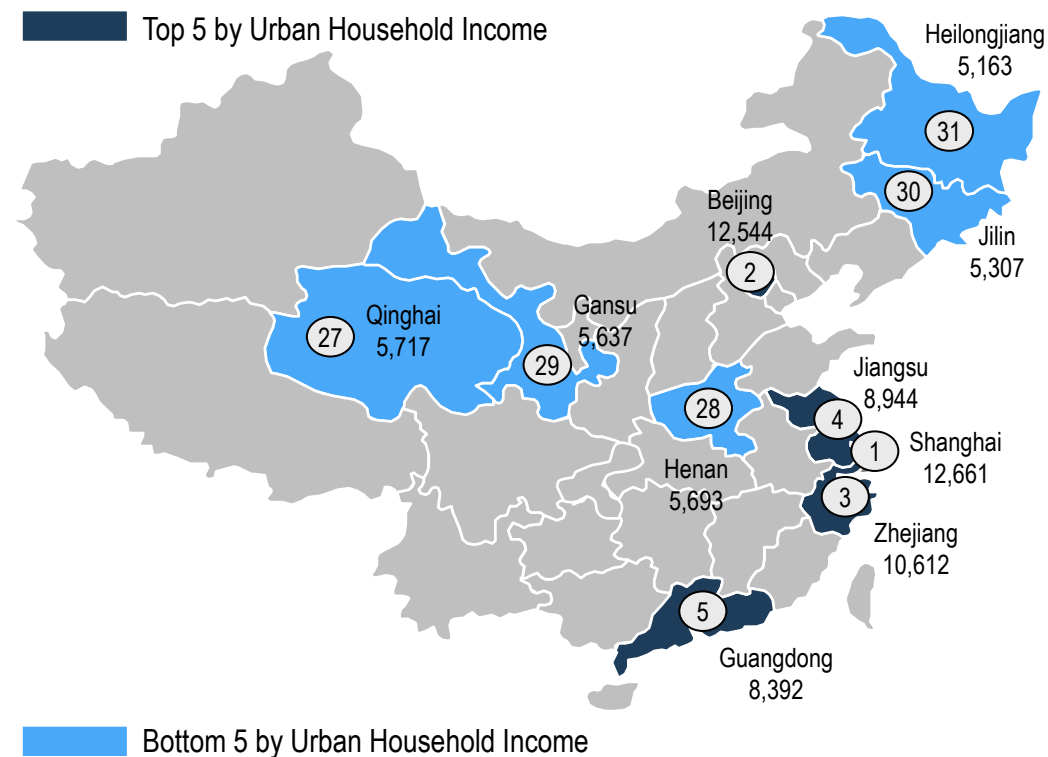 Top 5 by Urban Household Income
Heilongjiang
5,163
31
30
Jilin
5,307
Beijing
12,544
2
Qinghai
5,717
27
Gansu
5,637
29
28
Henan
5,693
Jiangsu
8,944
4
1
Shanghai
12,661
3
Zhejiang
10,612
5
Guangdong
8,392
Bottom 5 by Urban Household Income